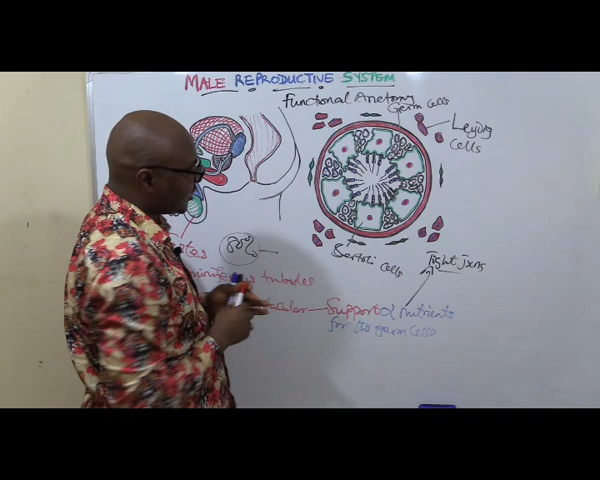 MALE REPRODUCTIVE SYSTEM
Functional Anatomy
Germ Cells
Leydig
Cells
Sertoli Cells
Tight Jxns
tubules
Support & nutrients
for the germ Cells